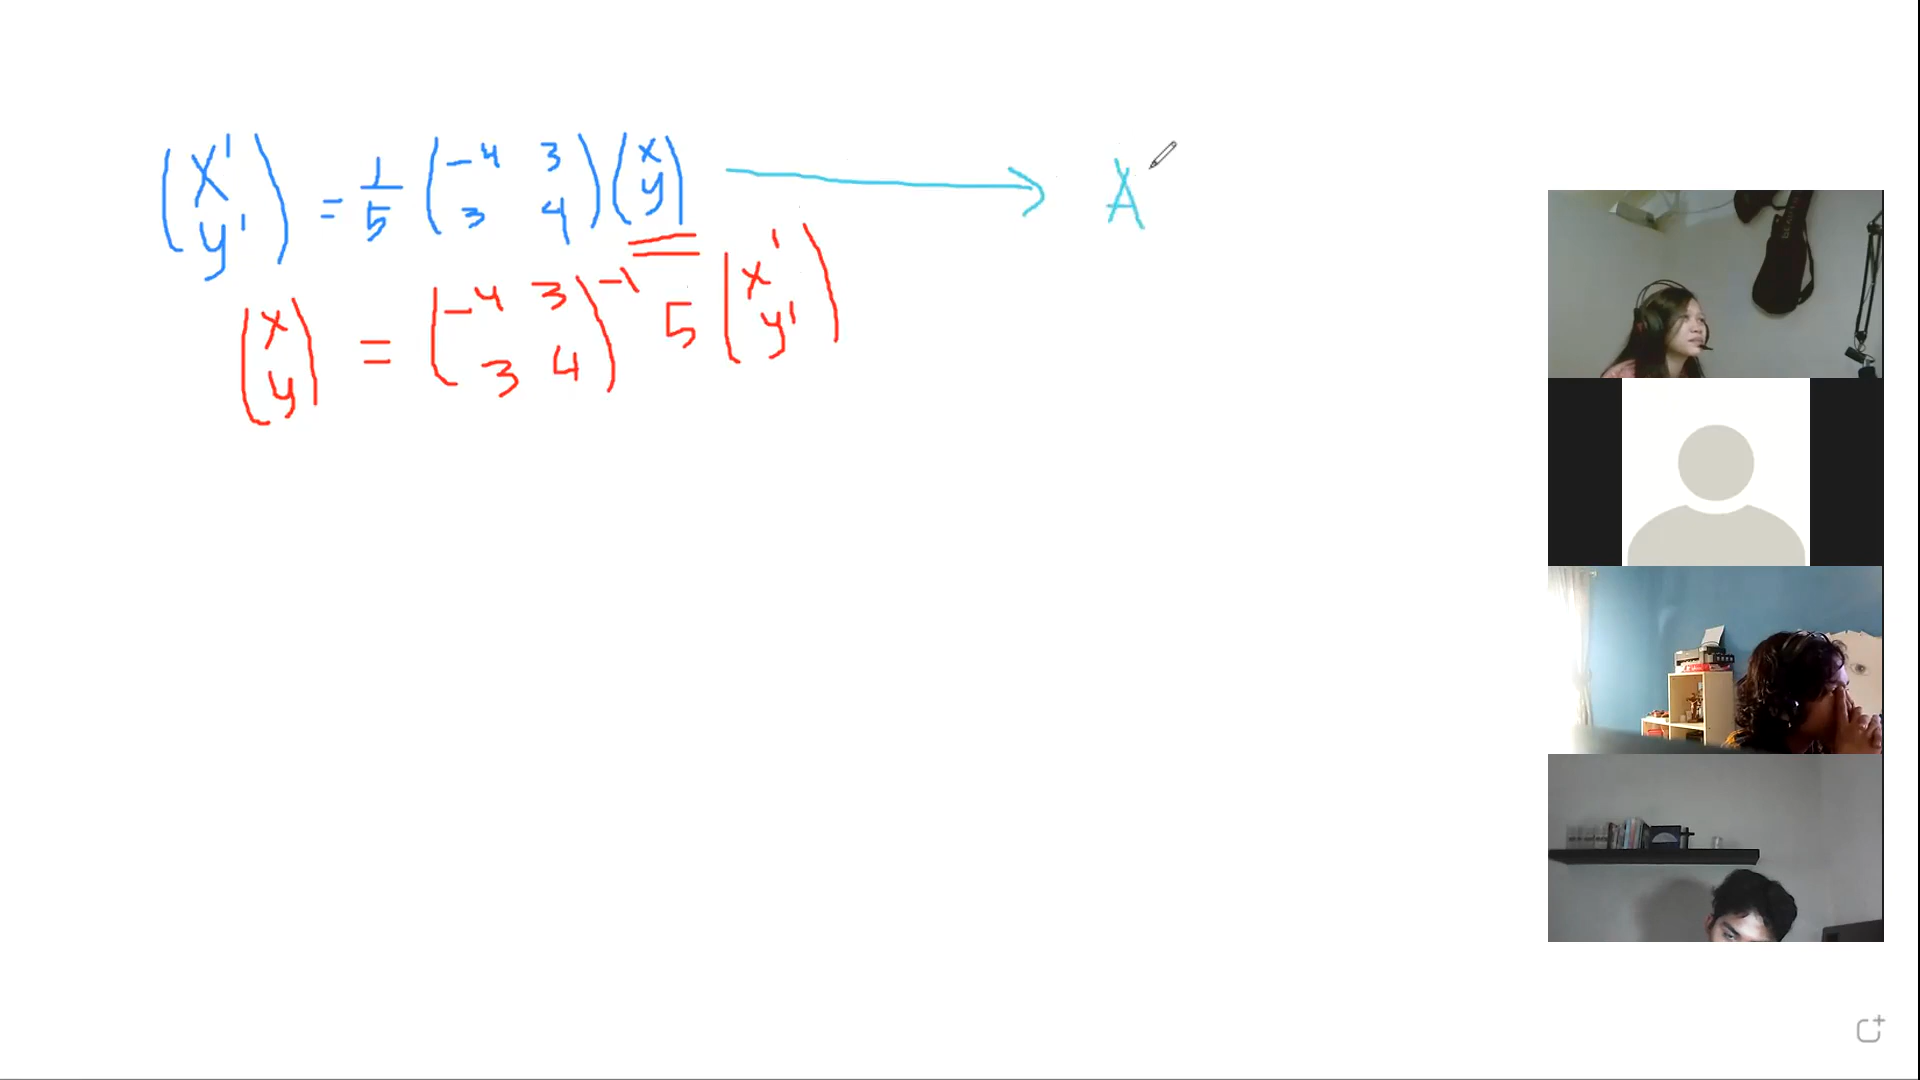 (x' y') = 1/5 (-4 3 3 4) (x y) → A
(x y) = (-4 3 3 4)^-1 5 (x' y')